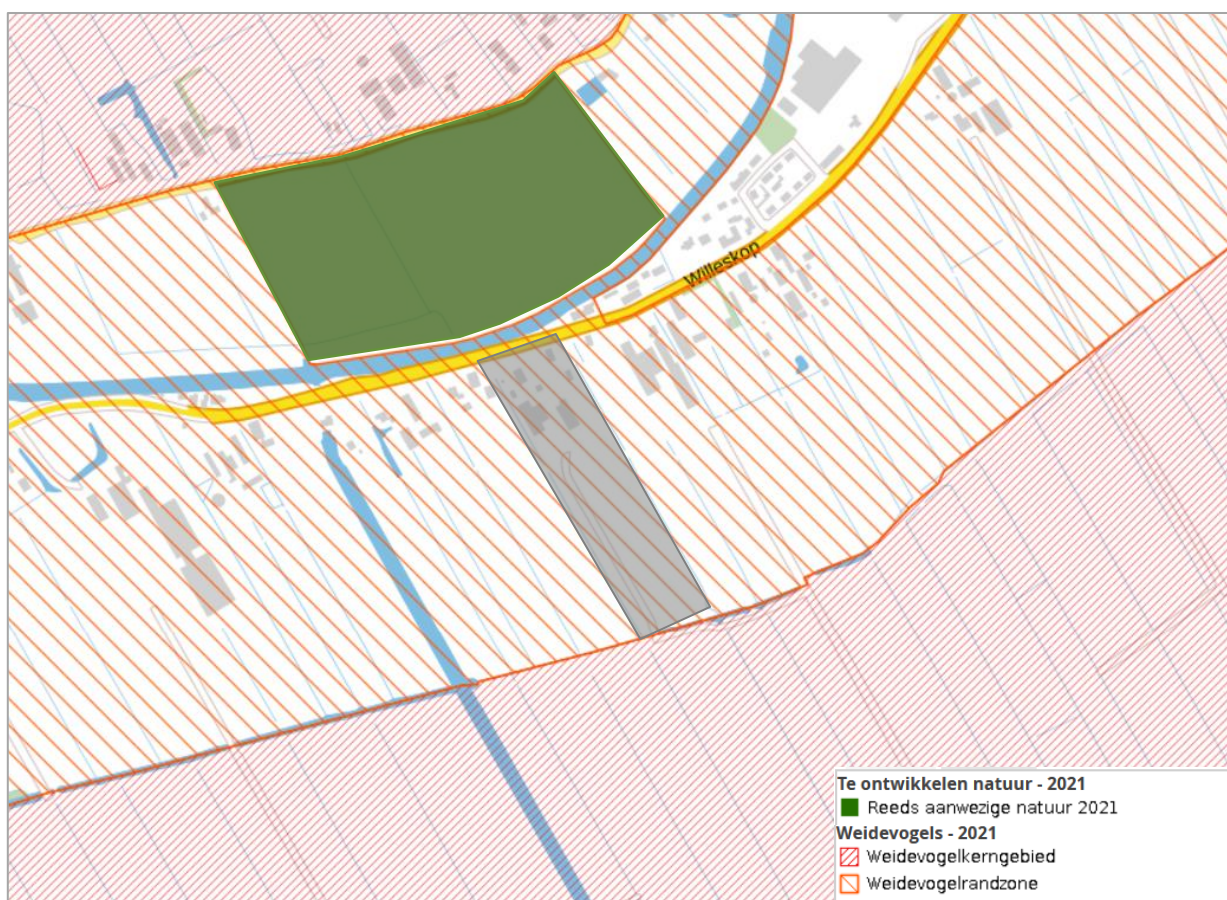 Willeskop
Te ontwikkelen natuur - 2021
Reeds aanwezige natuur 2021
Weidevogels - 2021
Weidevogelkerngebied
Weidevogelrandzone